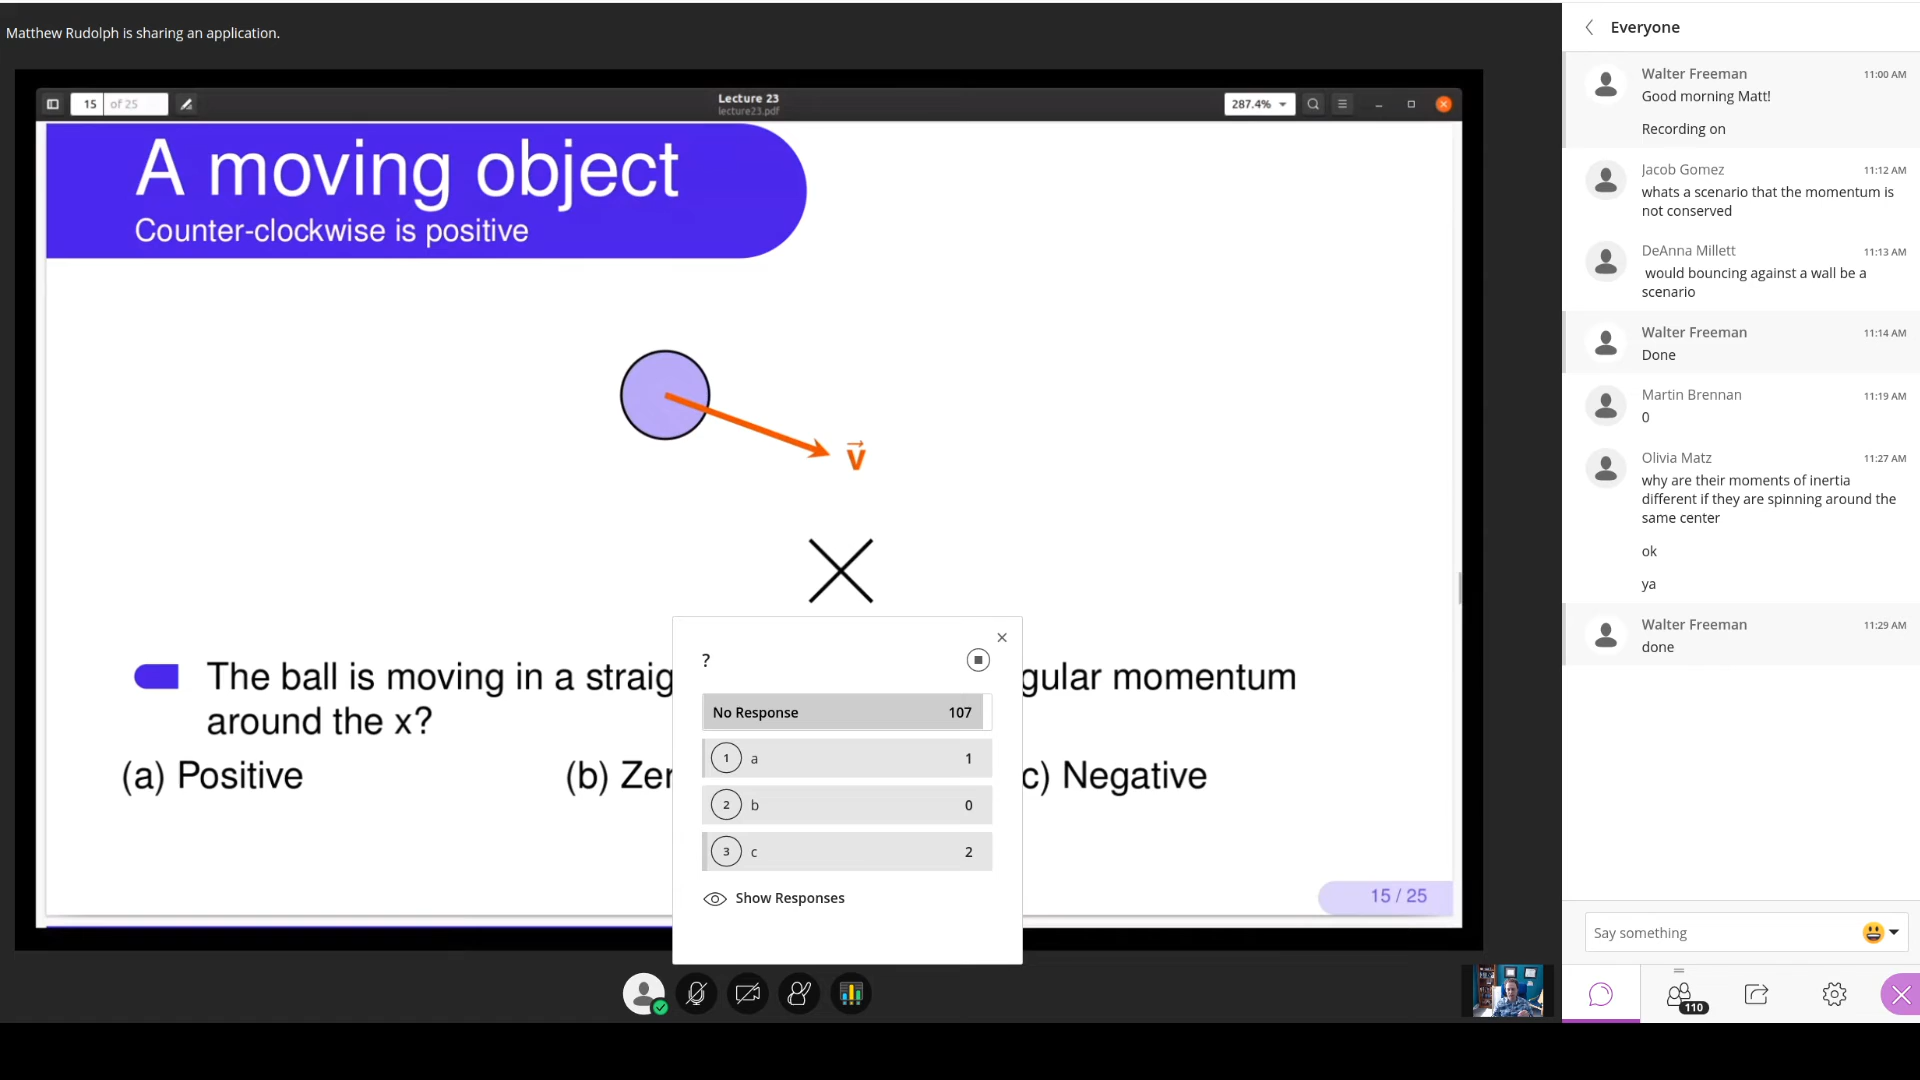 Matthew Rudolph is sharing an application.
15 of 25
Lecture 23
lecture23.pdf
287.4%
A moving object
Counter-clockwise is positive
v
The ball is moving in a straig
gular momentum
around the x?
(a) Positive
(b) Zer
c) Negative
15 / 25
?
No Response 107
1 a 1
2 b 0
3 c 2
Show Responses
Everyone
Walter Freeman 11:00 AM
Good morning Matt!
Recording on
Jacob Gomez 11:12 AM
whats a scenario that the momentum is
not conserved
DeAnna Millett 11:13 AM
would bouncing against a wall be a
scenario
Walter Freeman 11:14 AM
Done
Martin Brennan 11:19 AM
0
Olivia Matz 11:27 AM
why are their moments of inertia
different if they are spinning around the
same center
ok
ya
Walter Freeman 11:29 AM
done
Say something
110